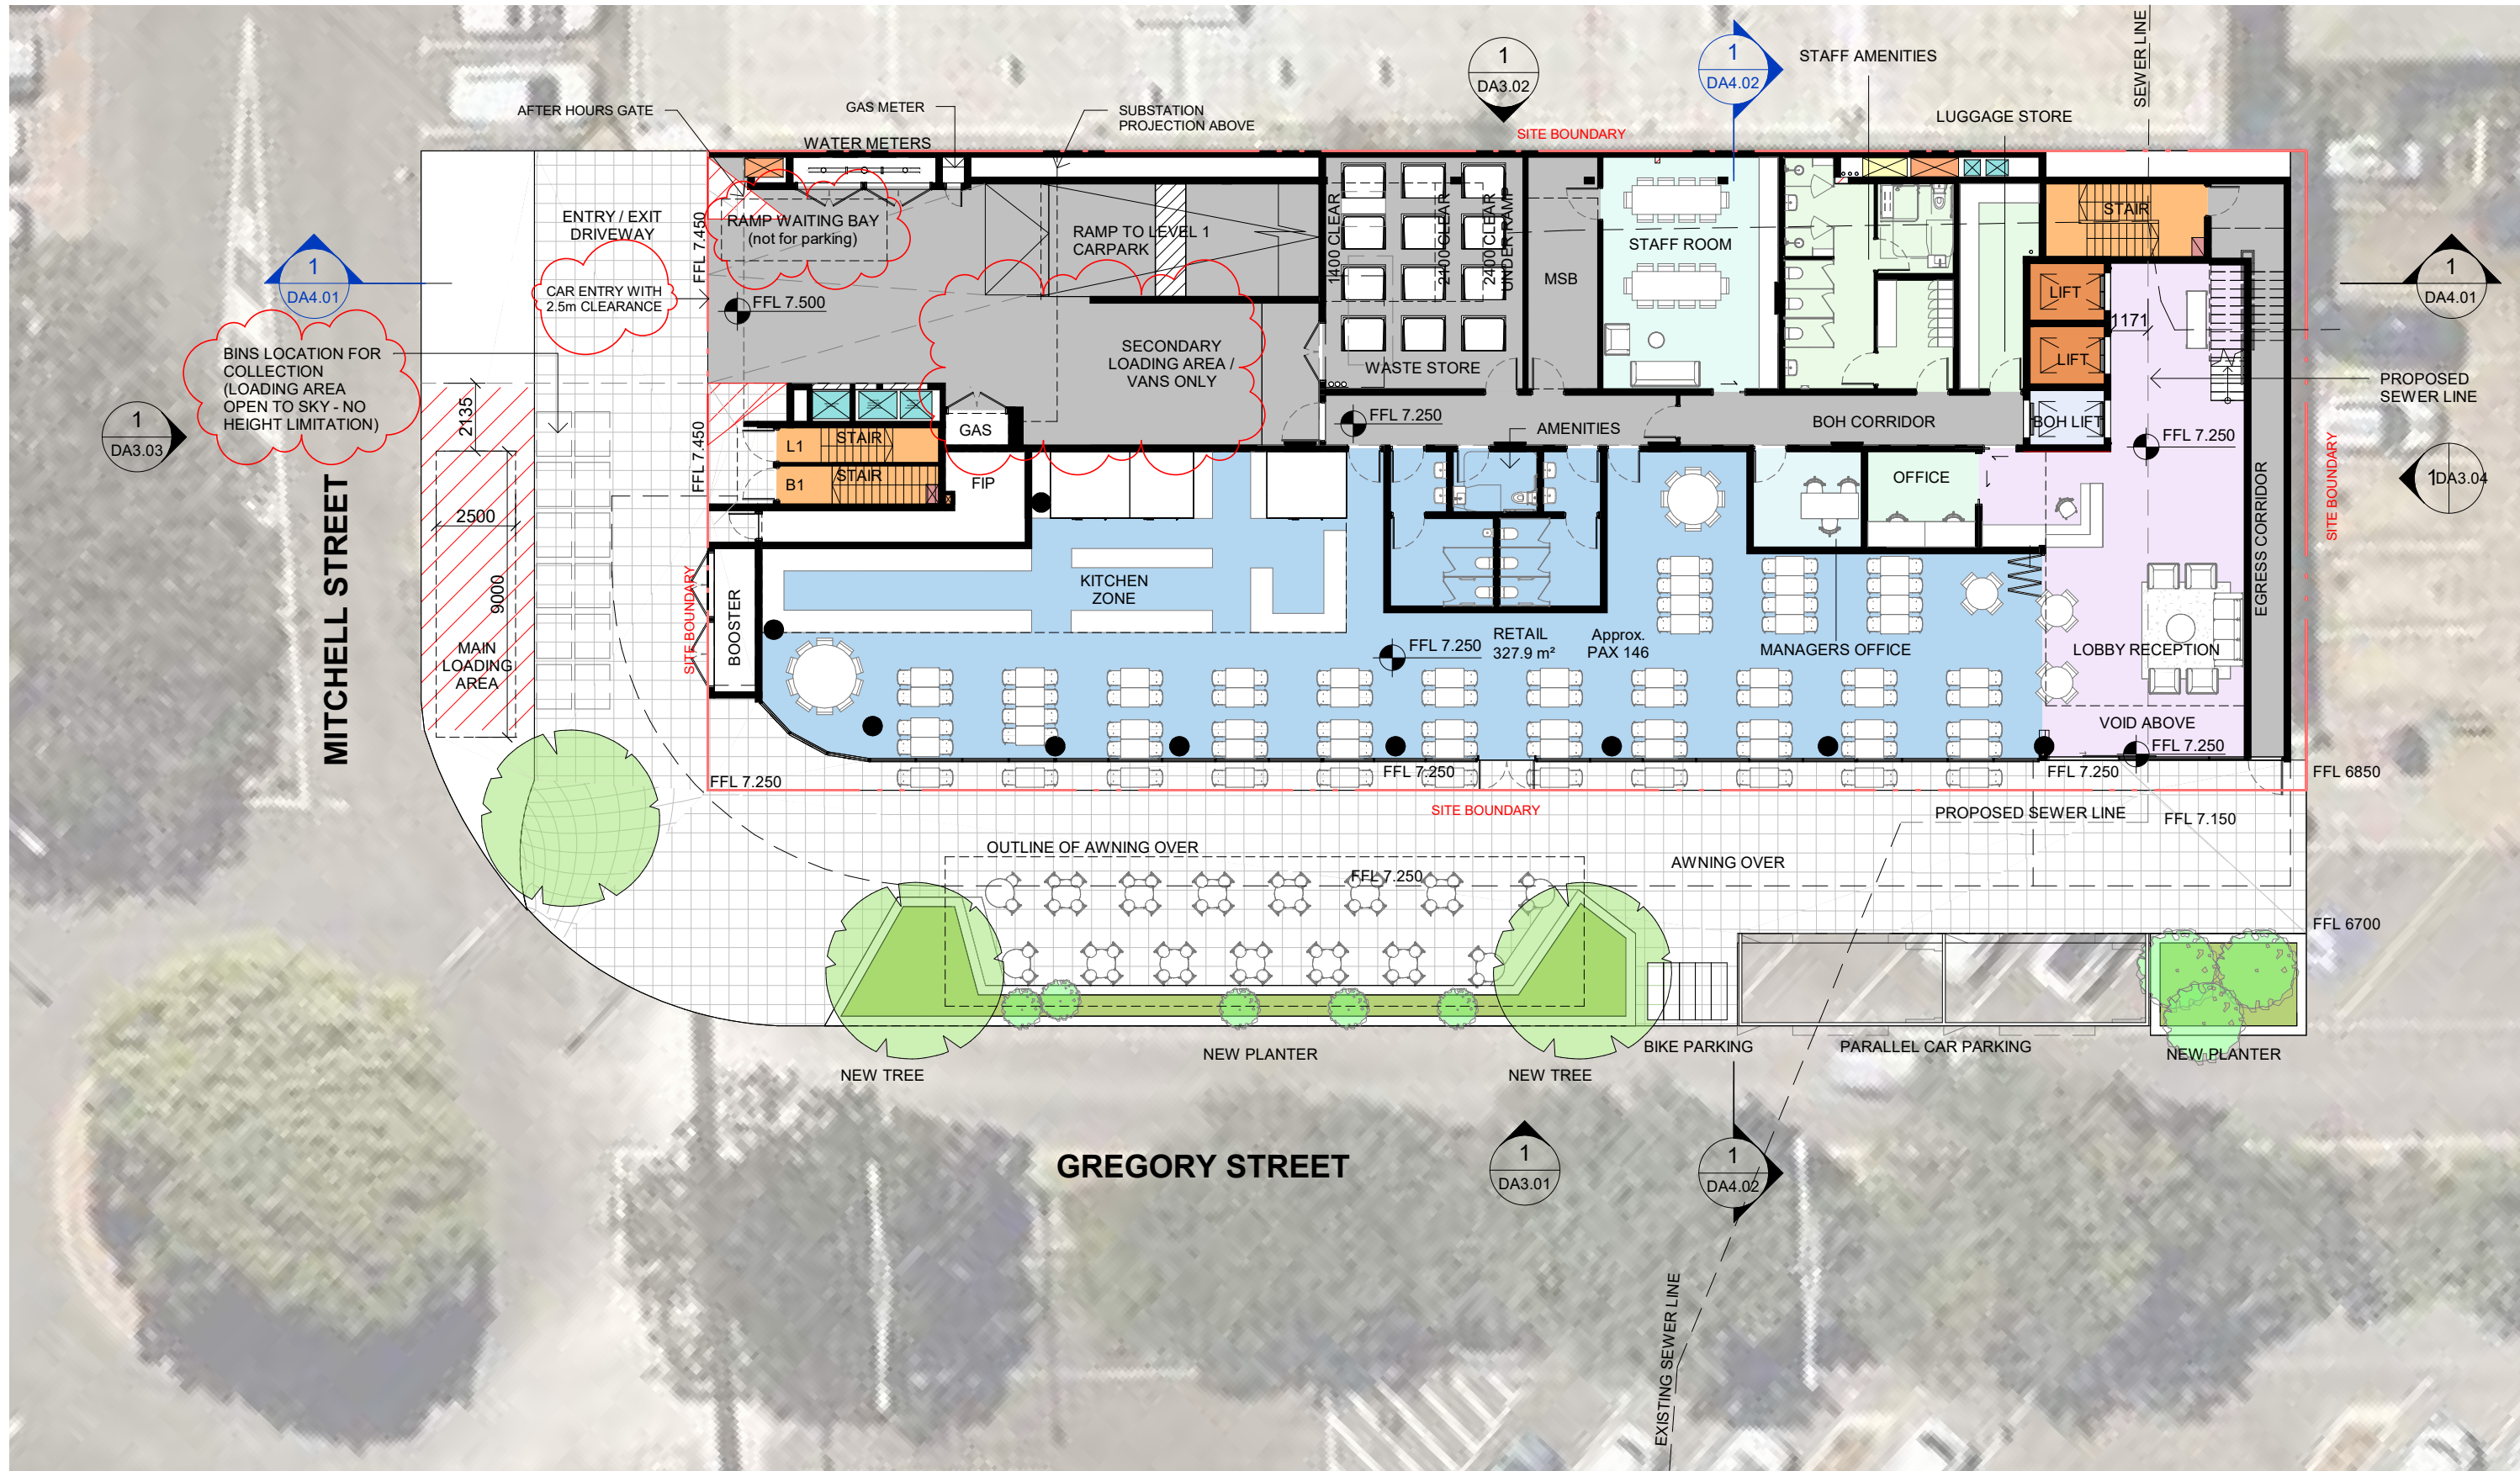 SEWER LINE
1
DA3.02
1
DA4.02
STAFF AMENITIES
AFTER HOURS GATE
GAS METER
SUBSTATION
PROJECTION ABOVE
WATER METERS
SITE BOUNDARY
LUGGAGE STORE
ENTRY / EXIT
DRIVEWAY
FFL 7.450
RAMP WAITING BAY
(not for parking)
RAMP TO LEVEL 1
CARPARK
1400 CLEAR
2100 CLEAR
2400 CLEAR
UNDER RAMP
STAFF ROOM
MSB
STAIR
1
DA4.01
CAR ENTRY WITH
2.5m CLEARANCE
FFL 7.500
LIFT
1171
LIFT
1
DA4.01
BINS LOCATION FOR
COLLECTION
(LOADING AREA
OPEN TO SKY - NO
HEIGHT LIMITATION)
SECONDARY
LOADING AREA /
VANS ONLY
WASTE STORE
PROPOSED
SEWER LINE
1
DA3.03
2135
FFL 7.450
L1
STAIR
GAS
FFL 7.250
AMENITIES
BOH CORRIDOR
BOH LIFT
FFL 7.250
B1
STAIR
FIP
OFFICE
1
DA3.04
SITE BOUNDARY
EGRESS CORRIDOR
MITCHELL STREET
2500
9000
MAIN
LOADING
AREA
SITE BOUNDARY
BOOSTER
KITCHEN
ZONE
FFL 7.250
RETAIL
327.9 m²
Approx.
PAX 146
MANAGERS OFFICE
LOBBY RECEPTION
VOID ABOVE
FFL 7.250
FFL 7.250
FFL 7.250
FFL 7.250
FFL 6850
SITE BOUNDARY
PROPOSED SEWER LINE
FFL 7.150
OUTLINE OF AWNING OVER
FFL 7.250
AWNING OVER
FFL 6700
NEW TREE
NEW PLANTER
NEW TREE
BIKE PARKING
PARALLEL CAR PARKING
NEW PLANTER
GREGORY STREET
1
DA3.01
1
DA4.02
EXISTING SEWER LINE